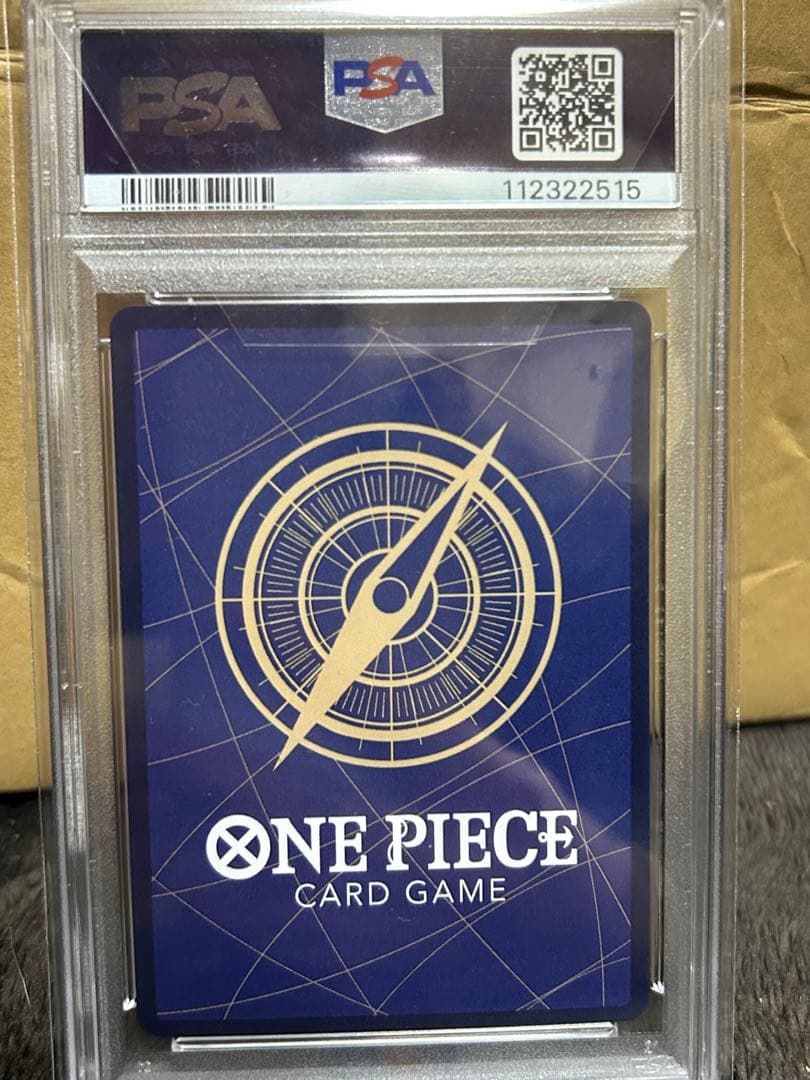 PSA PSA
112322515
ONE PIECE
CARD GAME